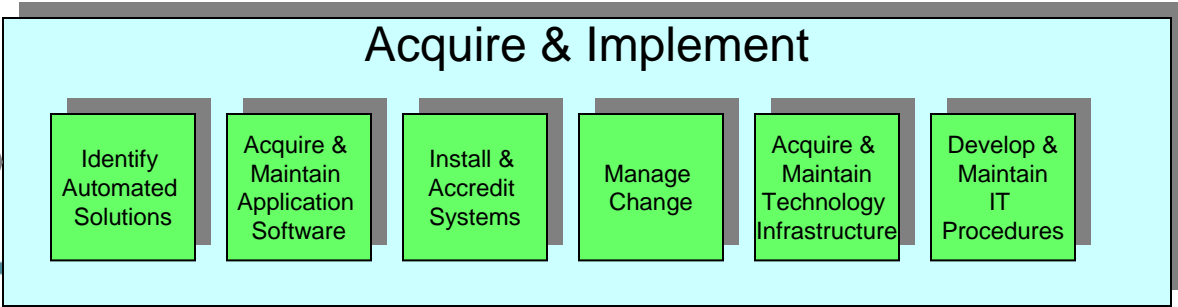 Acquire & Implement
Identify
Automated
Solutions
Acquire &
Maintain
Application
Software
Install &
Accredit
Systems
Manage
Change
Acquire &
Maintain
Technology
Infrastructure
Develop &
Maintain
IT
Procedures